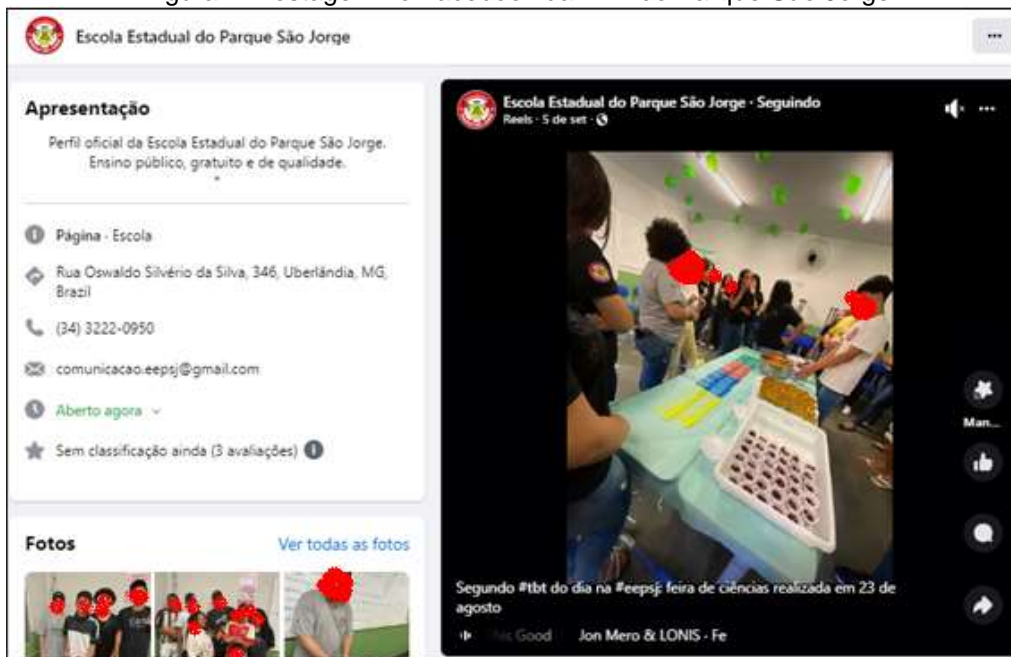 Escola Estadual do Parque São Jorge
Apresentação
Perfil oficial da Escola Estadual do Parque São Jorge.
Ensino público, gratuito e de qualidade.
Página · Escola
Rua Oswaldo Silvério da Silva, 346, Uberlândia, MG,
Brazil
(34) 3222-0950
comunicacao.eepsj@gmail.com
Aberto agora
Sem classificação ainda (3 avaliações)
Fotos
Ver todas as fotos
Escola Estadual do Parque São Jorge · Seguindo
Reels · 5 de set ·
Man...
Segundo #tbt do dia na #eepsj: feira de ciências realizada em 23 de
agosto
Good
Jon Mero & LONIS - Fe